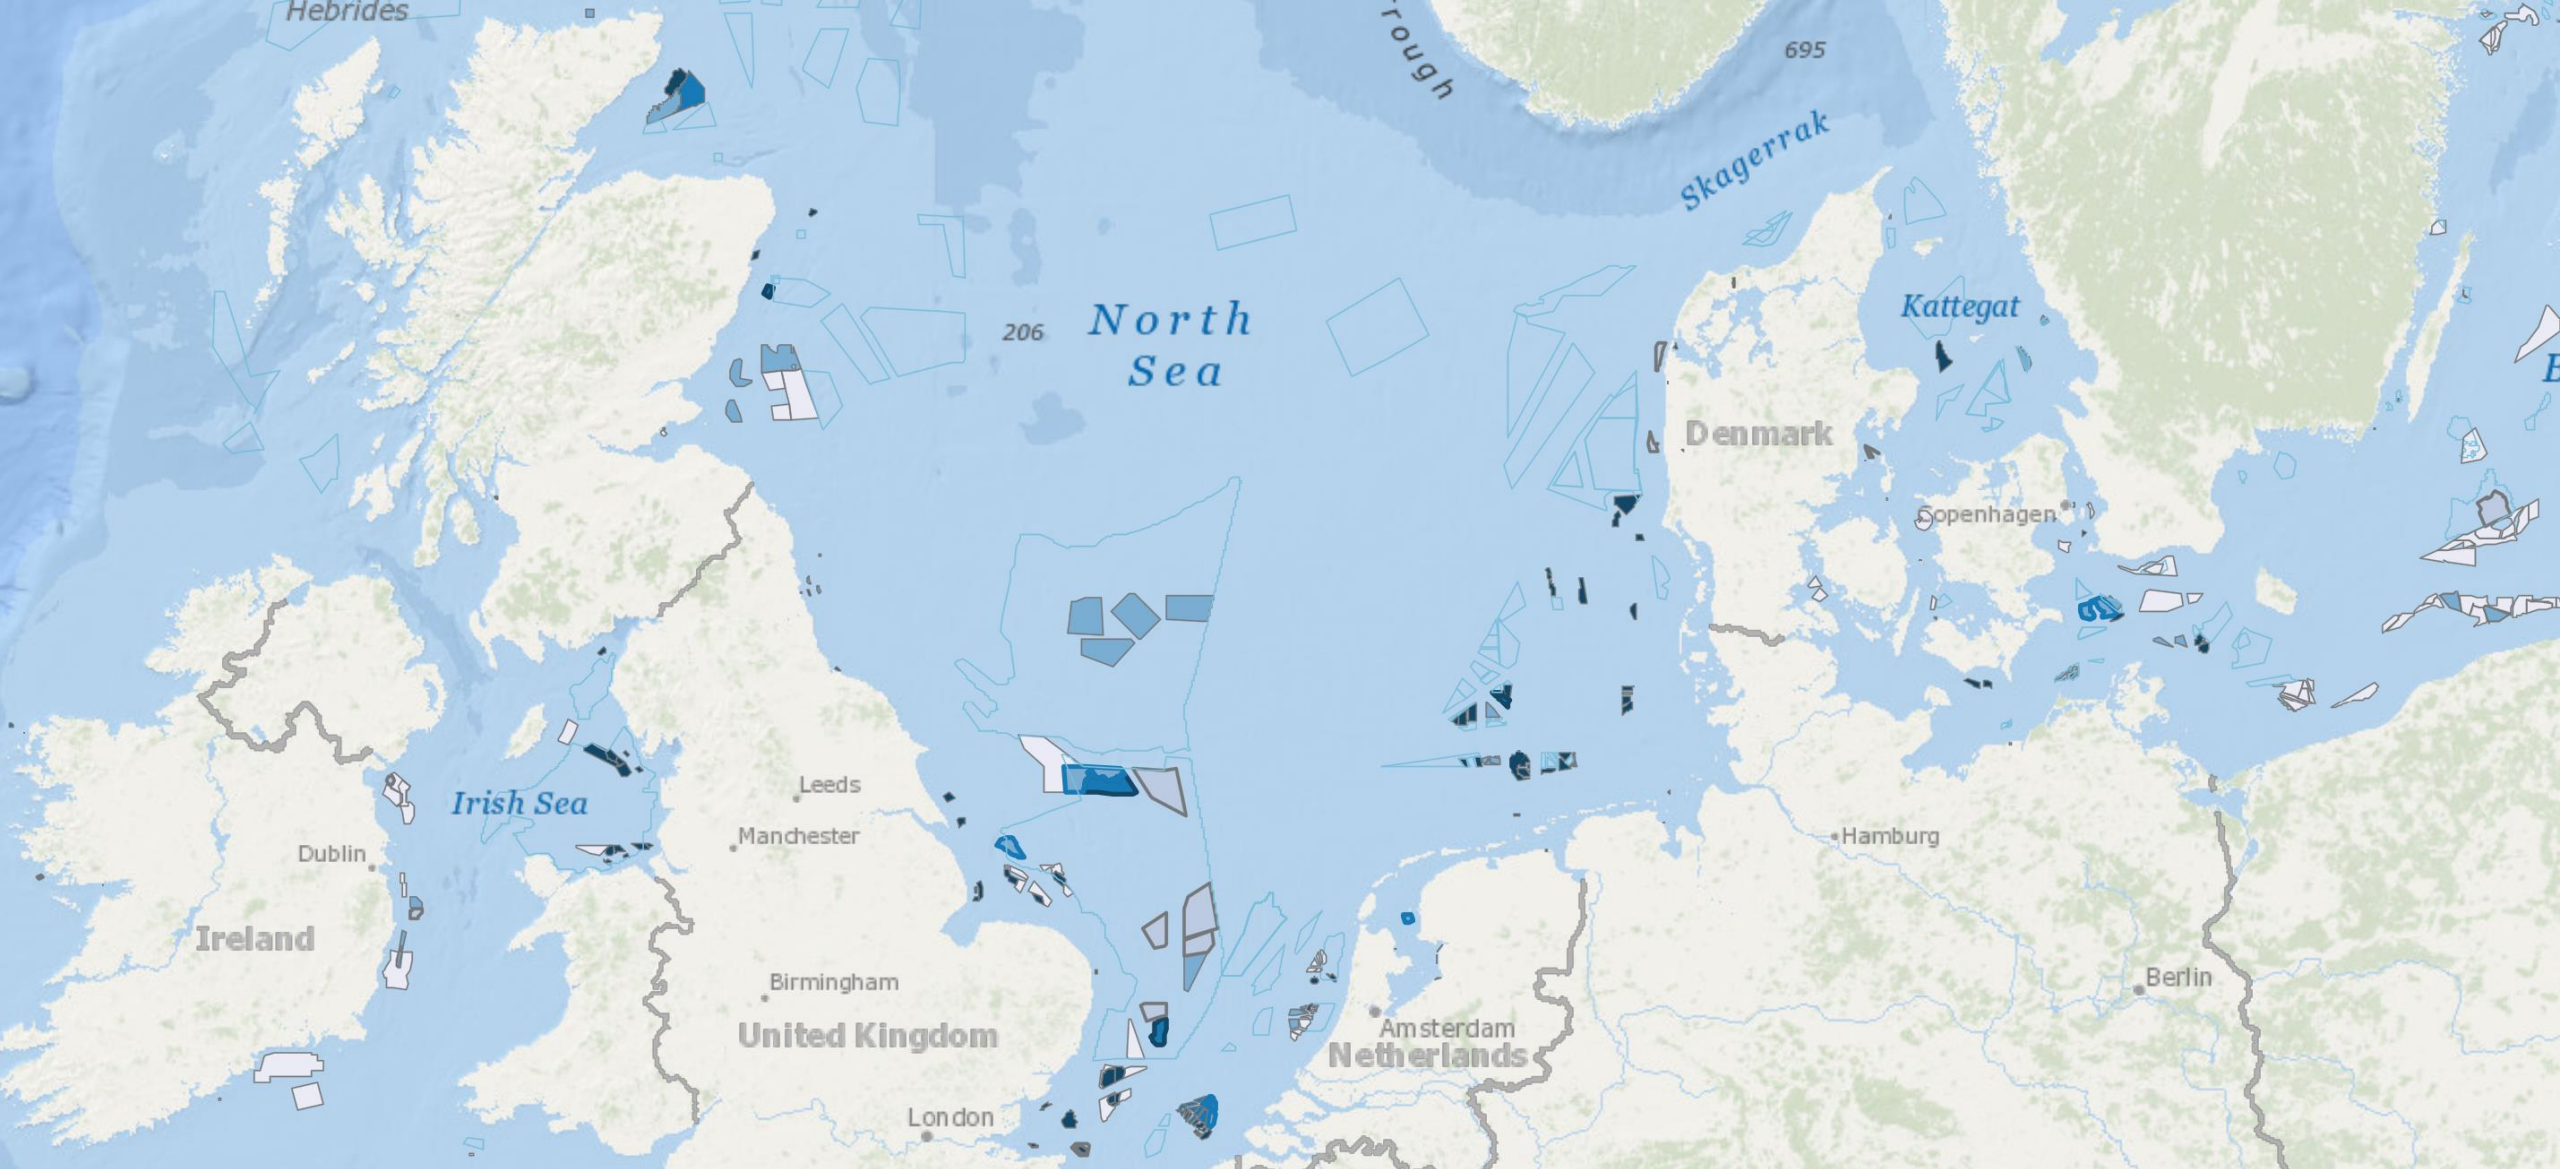 Hebrides
rough
695
Skagerrak
Kattegat
206
North
Sea
Denmark
Copenhagen
Leeds
Irish Sea
Manchester
Hamburg
Dublin
Ireland
Birmingham
Berlin
United Kingdom
Amsterdam
Netherlands
London